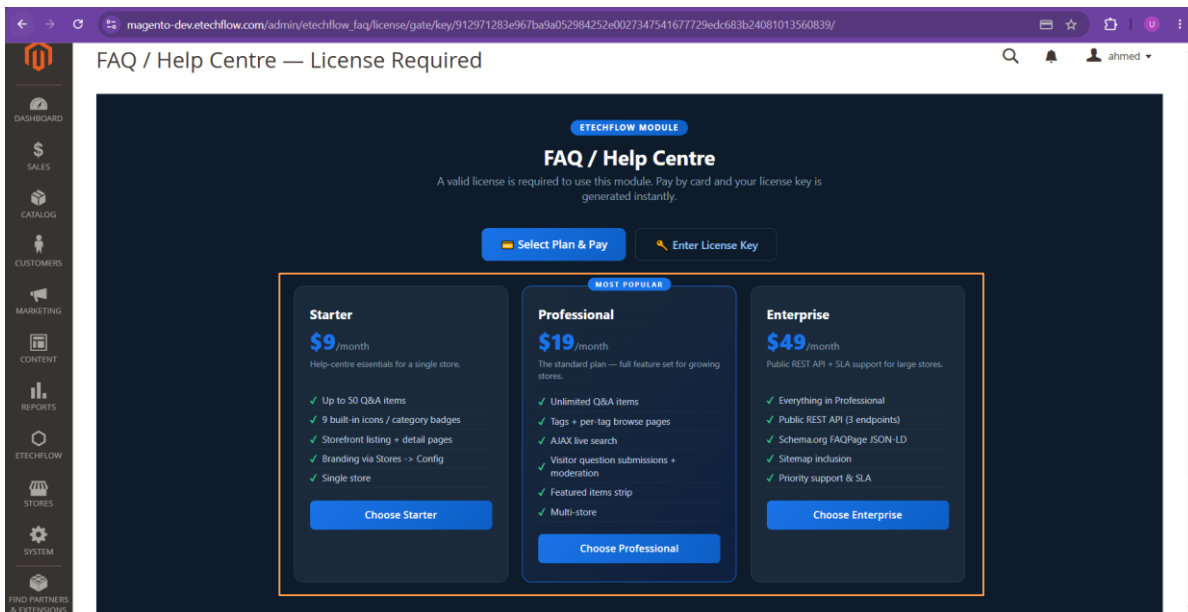 magento-dev.etechflow.com/admin/etechflow_faq/license/gate/key/912971283e967ba9a052984252e0027347541677729edc683b24081013560839/
U
FAQ / Help Centre — License Required
ahmed
DASHBOARD
$
SALES
CATALOG
CUSTOMERS
MARKETING
CONTENT
REPORTS
ETECHFLOW
STORES
SYSTEM
FIND PARTNERS
& EXTENSIONS
ETECHFLOW MODULE
FAQ / Help Centre
A valid license is required to use this module. Pay by card and your license key is
generated instantly.
Select Plan & Pay
Enter License Key
Starter
$9/month
Help-centre essentials for a single store.
✓ Up to 50 Q&A items
✓ 9 built-in icons / category badges
✓ Storefront listing + detail pages
✓ Branding via Stores -> Config
✓ Single store
Choose Starter
MOST POPULAR
Professional
$19/month
The standard plan — full feature set for growing
stores.
✓ Unlimited Q&A items
✓ Tags + per-tag browse pages
✓ AJAX live search
✓ Visitor question submissions +
moderation
✓ Featured items strip
✓ Multi-store
Choose Professional
Enterprise
$49/month
Public REST API + SLA support for large stores.
✓ Everything in Professional
✓ Public REST API (3 endpoints)
✓ Schema.org FAQPage JSON-LD
✓ Sitemap inclusion
✓ Priority support & SLA
Choose Enterprise